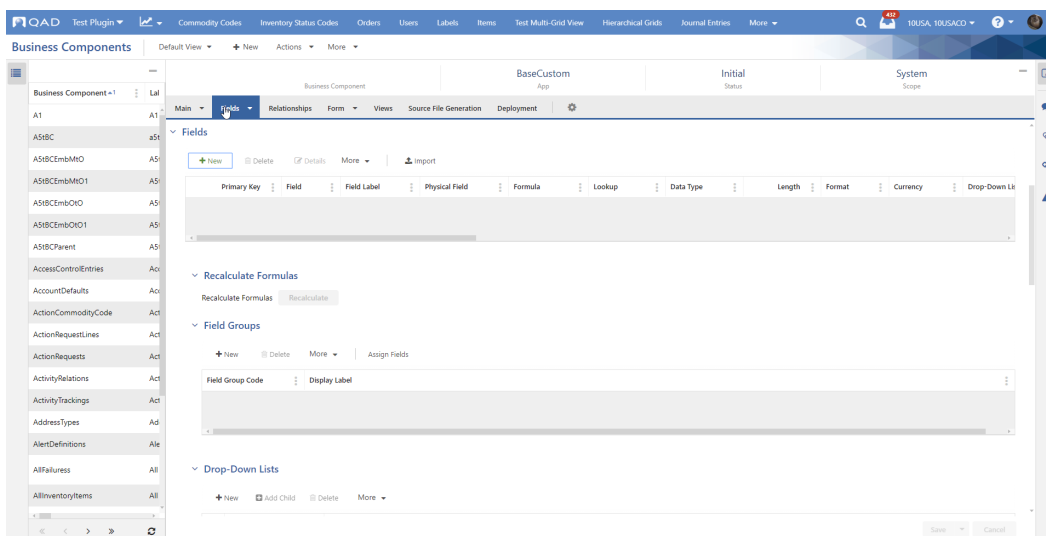 QAD Test Plugin Commodity Codes Inventory Status Codes Orders Users Labels Items Test Multi-Grid View Hierarchical Grids Journal Entries More 432 10USA, 10USACO
Business Components Default View New Actions More
BaseCustom Initial System
Business Component App Status Scope
Business Component 1 Lal
Main Fields Relationships Form Views Source File Generation Deployment
A1 A1
A5tBC a5t
A5tBCEmbMtO A5t
A5tBCEmbMtO1 A5t
A5tBCEmbOtO A5t
A5tBCEmbOtO1 A5t
A5tBCParent A5t
AccessControlEntries Acc
AccountDefaults Acc
ActionCommodityCode Act
ActionRequestLines Act
ActionRequests Act
ActivityRelations Act
ActivityTrackings Act
AddressTypes Ad
AlertDefinitions Ale
AllFailuress All
AllInventoryItems All
Fields
New Delete Details More Import
Primary Key Field Field Label Physical Field Formula Lookup Data Type Length Format Currency Drop-Down Lis
Recalculate Formulas
Recalculate Formulas Recalculate
Field Groups
New Delete More Assign Fields
Field Group Code Display Label
Drop-Down Lists
New Add Child Delete More
Save Cancel